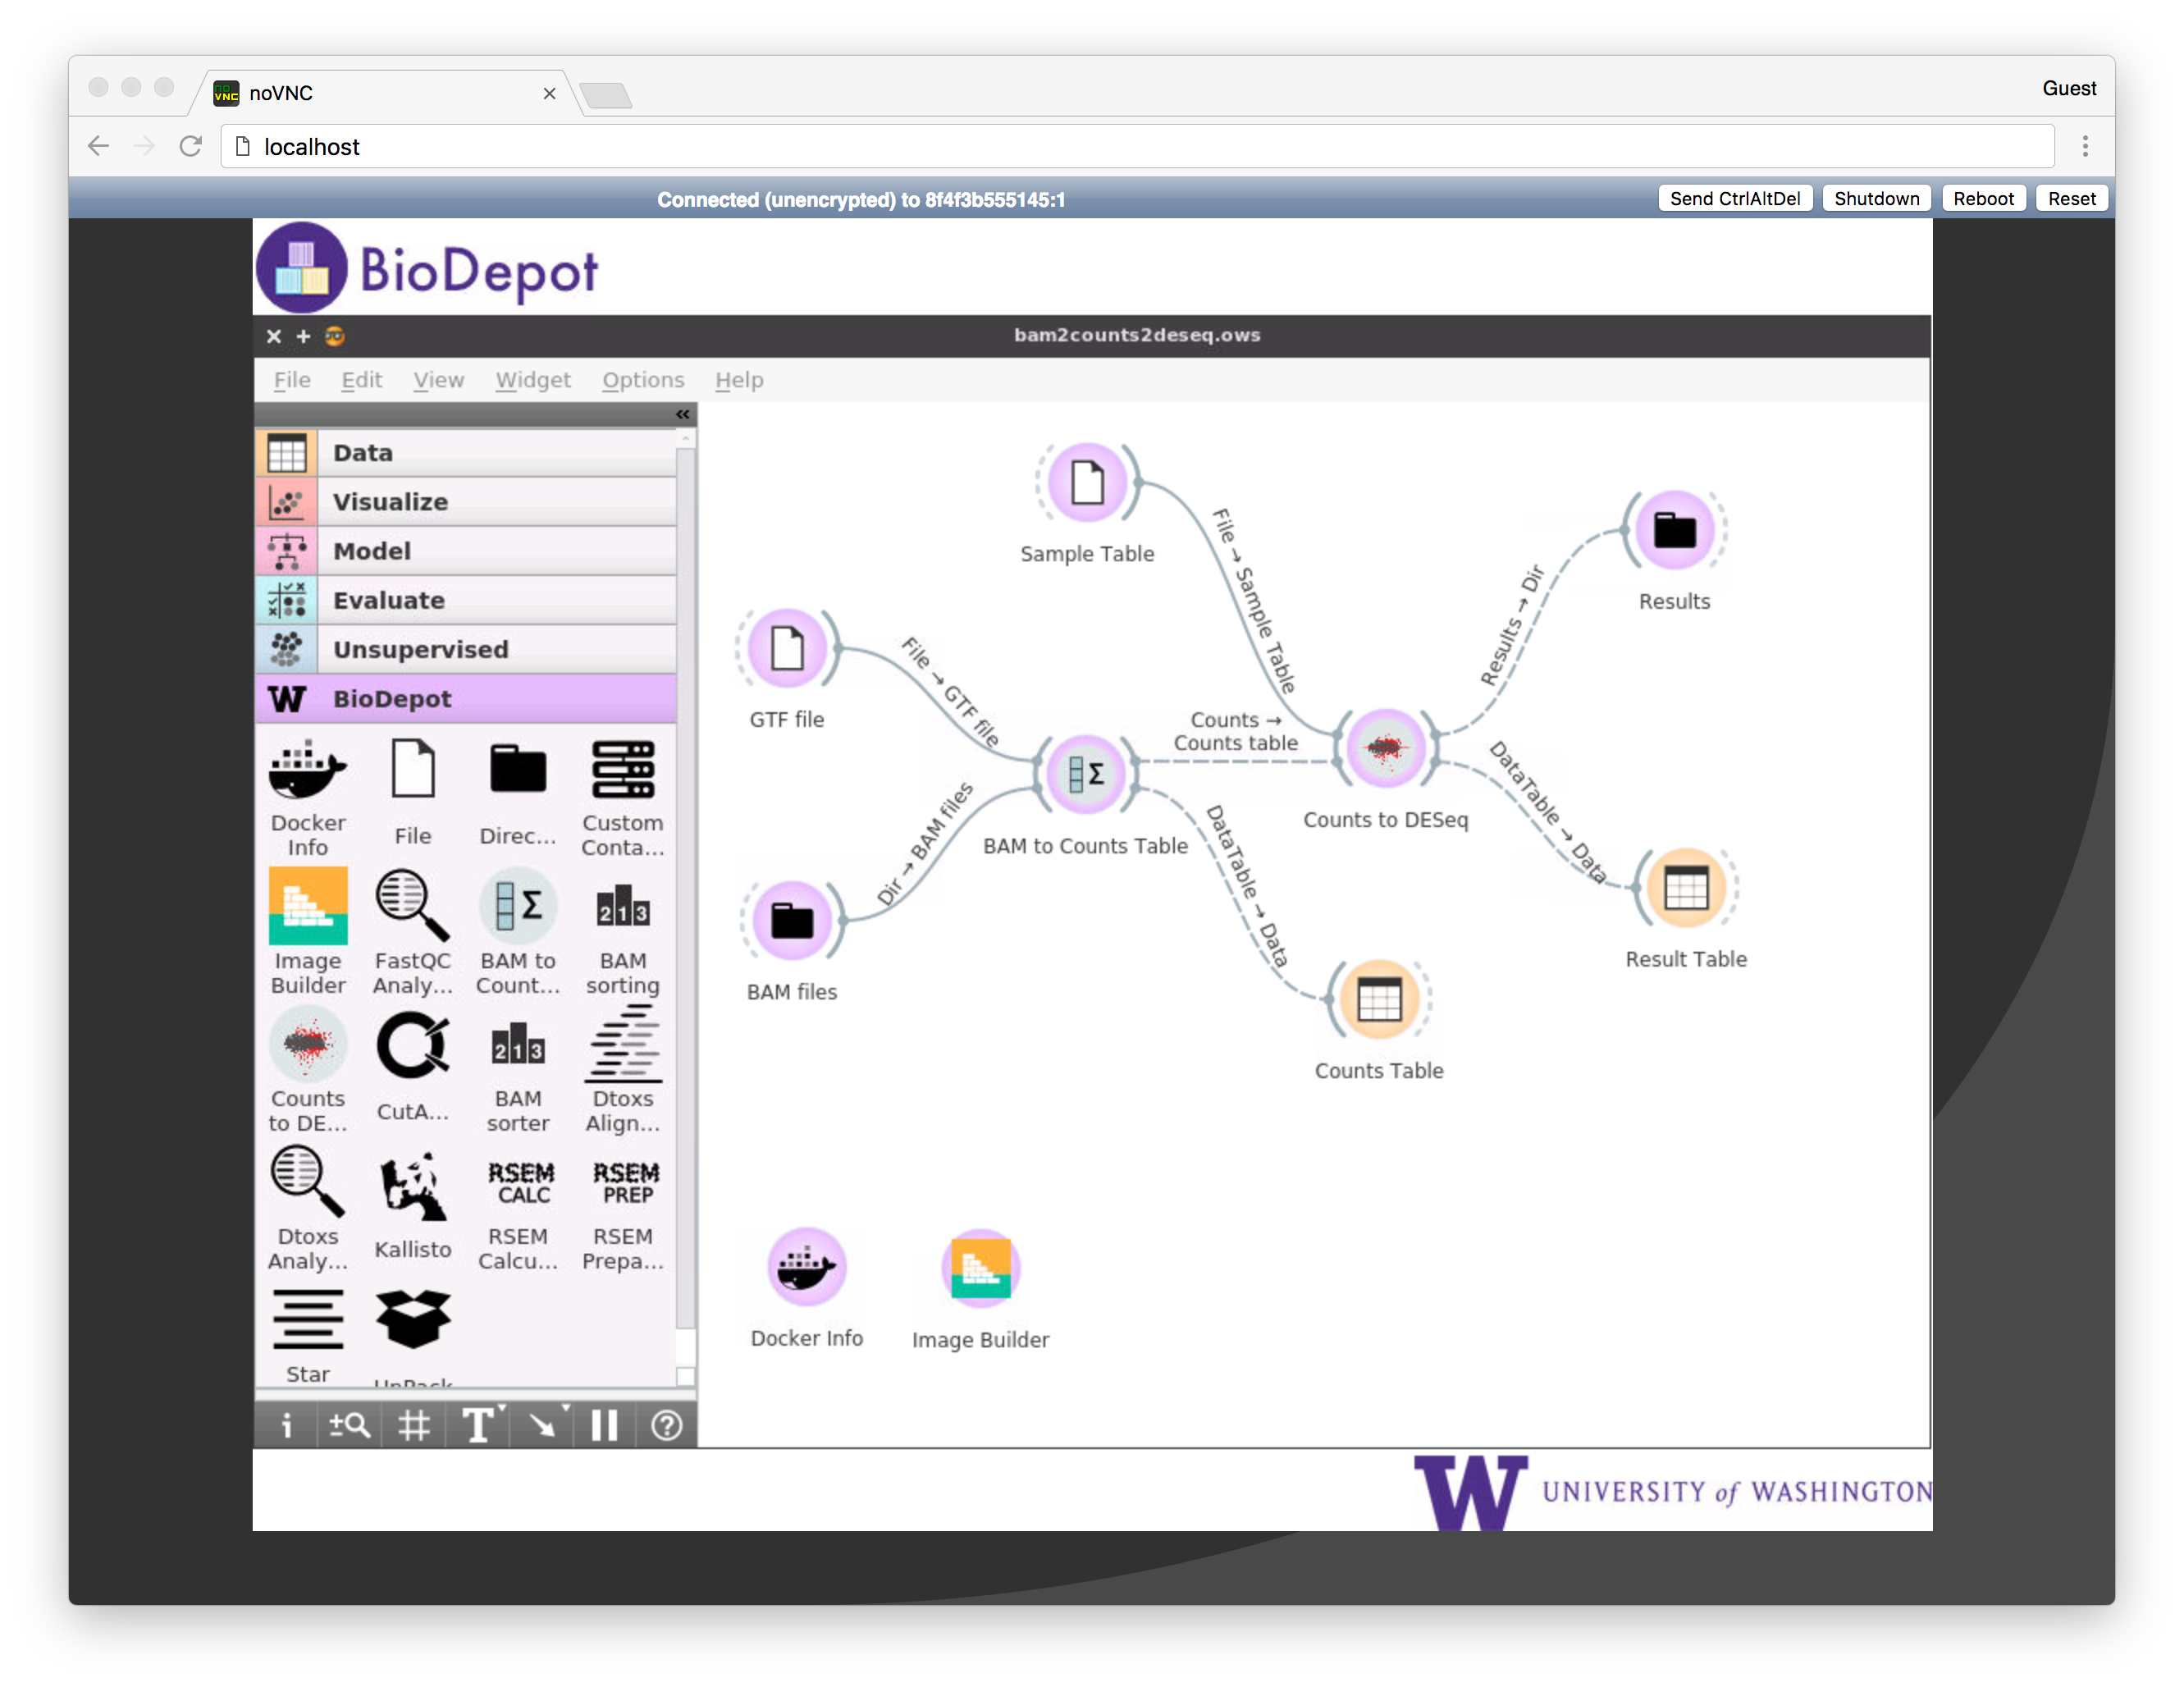 noVNC
Guest
localhost
Connected (unencrypted) to 8f4f3b555145:1
Send CtrlAltDel
Shutdown
Reboot
Reset
BioDepot
bam2counts2deseq.ows
File
Edit
View
Widget
Options
Help
Data
Visualize
Model
Evaluate
Unsupervised
BioDepot
Docker
Info
File
Direc...
Custom
Conta...
Image
Builder
FastQC
Analy...
BAM to
Count...
BAM
sorting
Counts
to DE...
CutA...
BAM
sorter
Dtoxs
Align...
Dtoxs
Analy...
Kallisto
RSEM
CALC
RSEM
Calcu...
RSEM
PREP
RSEM
Prepa...
Star
UnPack
Sample Table
File → Sample Table
Results
Results → Dir
GTF file
File → GTF file
Counts →
Counts table
BAM to Counts Table
Counts to DESeq
DataTable → Data
Dir → BAM files
DataTable → Data
BAM files
Result Table
Counts Table
Docker Info
Image Builder
W UNIVERSITY of WASHINGTON